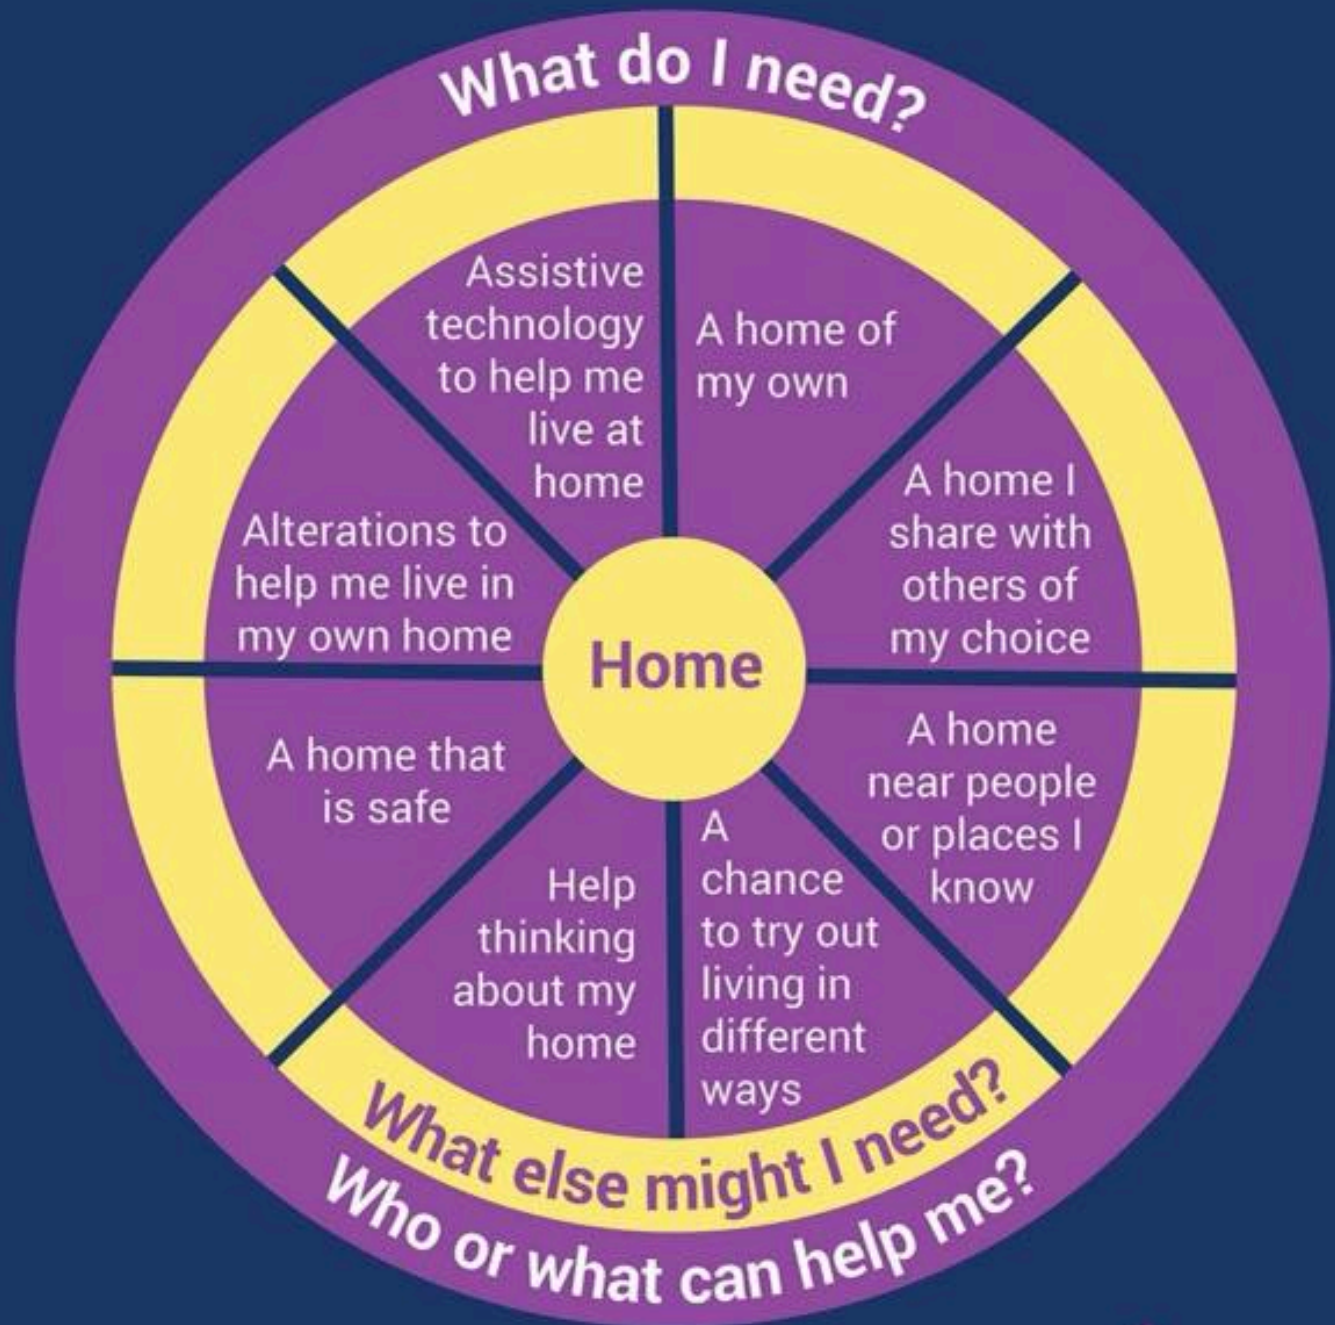 What do I need?
Assistive
technology
to help me
live at
home
A home of
my own
A home I
share with
others of
my choice
A home
near people
or places I
know
A
chance
to try out
living in
different
ways
Help
thinking
about my
home
A home that
is safe
Alterations to
help me live in
my own home
Home
What else might I need?
Who or what can help me?